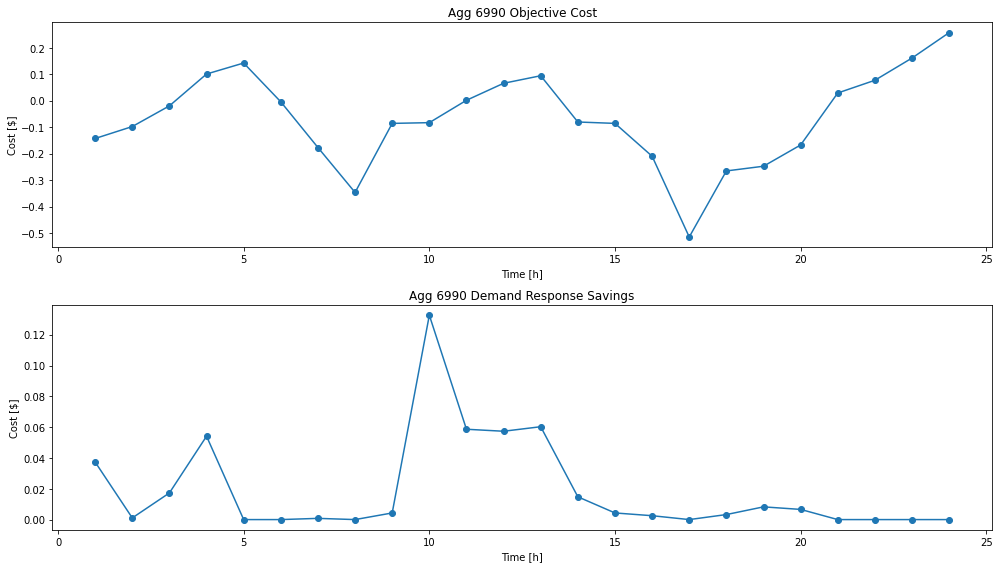 Agg 6990 Objective Cost
Cost [$]
0.2
0.1
0.0
−0.1
−0.2
−0.3
−0.4
−0.5
0 5 10 15 20 25
Time [h]
Agg 6990 Demand Response Savings
Cost [$]
0.12
0.10
0.08
0.06
0.04
0.02
0.00
0 5 10 15 20 25
Time [h]